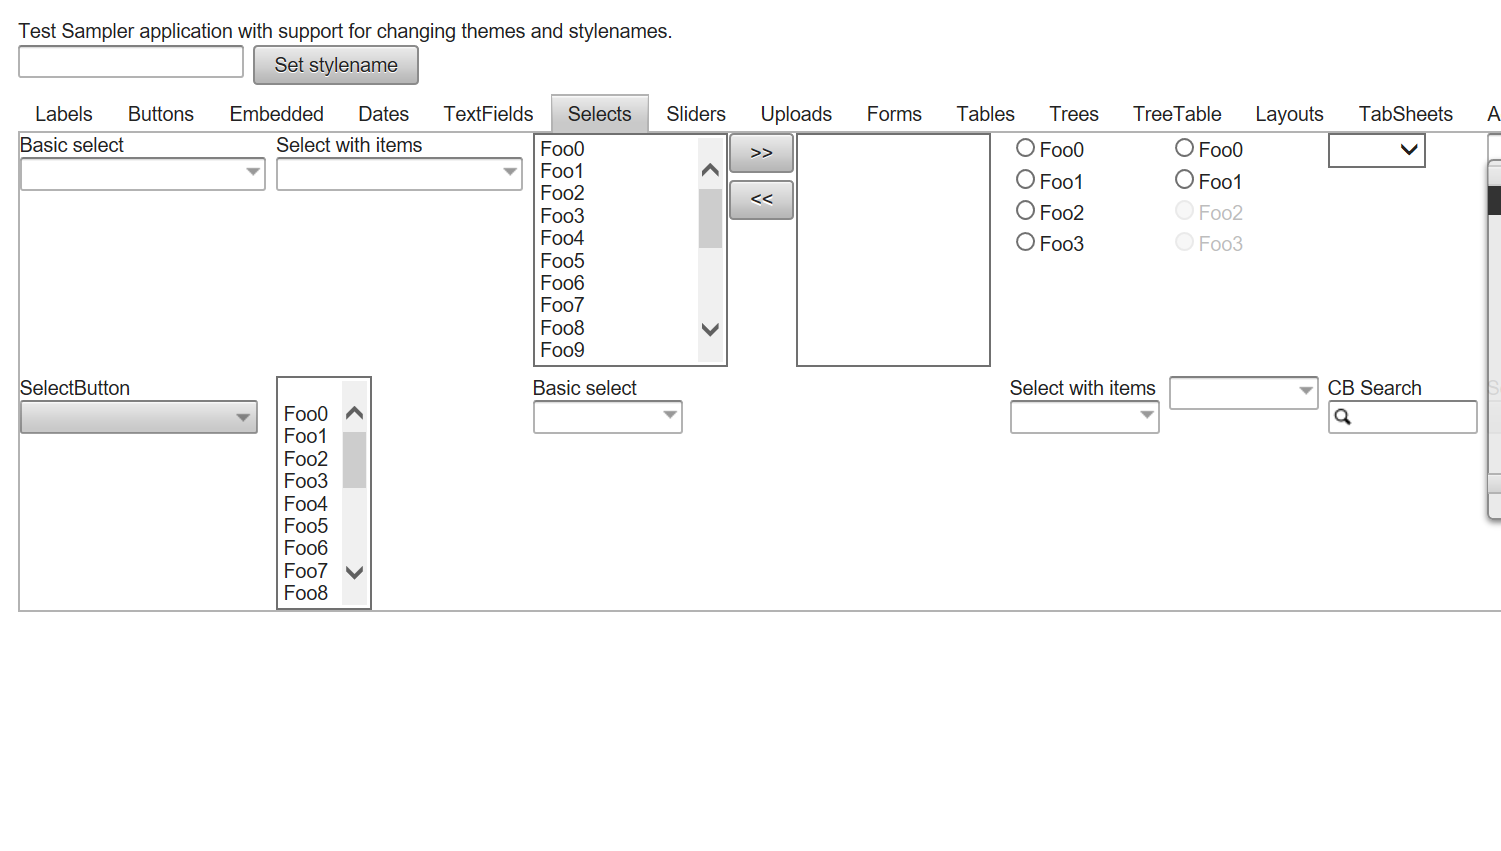 Test Sampler application with support for changing themes and stylenames.
Set stylename
Labels Buttons Embedded Dates TextFields Selects Sliders Uploads Forms Tables Trees TreeTable Layouts TabSheets
Basic select
Select with items
Foo0
Foo1
Foo2
Foo3
Foo4
Foo5
Foo6
Foo7
Foo8
Foo9
>>
<<
Foo0
Foo1
Foo2
Foo3
Foo0
Foo1
Foo2
Foo3
SelectButton
Foo0
Foo1
Foo2
Foo3
Foo4
Foo5
Foo6
Foo7
Foo8
Basic select
Select with items
CB Search